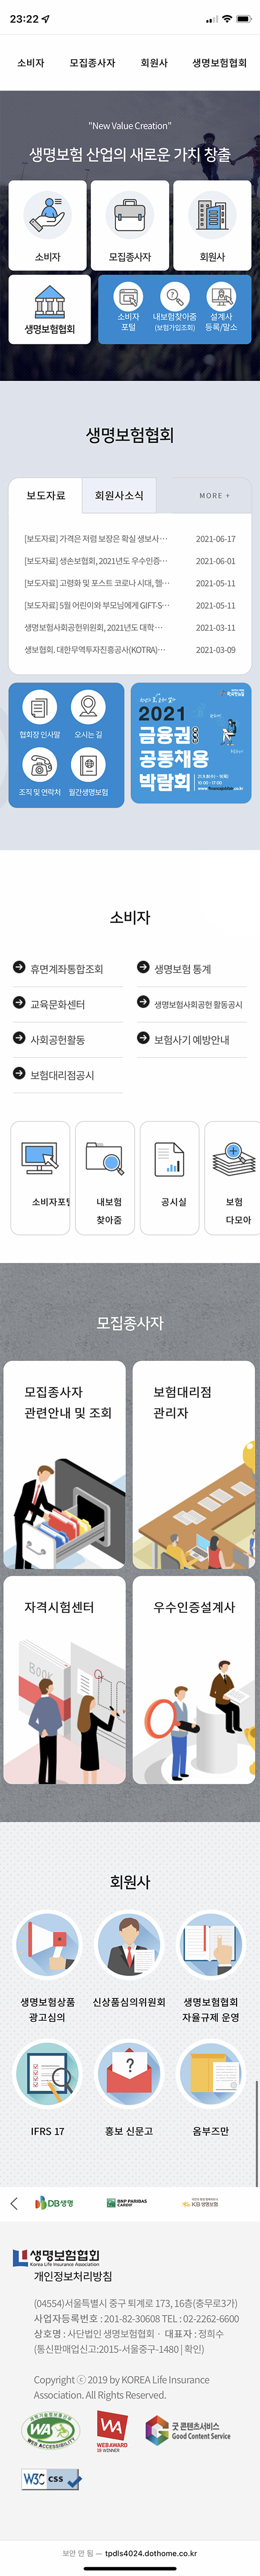 23:22
소비자 모집종사자 회원사 생명보험협회
"New Value Creation"
생명보험 산업의 새로운 가치 창출
소비자 모집종사자 회원사
생명보험협회
소비자 포털
내보험찾아줌
(보험가입조회)
설계사
등록/말소
생명보험협회
보도자료 회원사소식 MORE +
[보도자료] 가격은 저렴 보장은 확실 생보사… 2021-06-17
[보도자료] 생손보협회, 2021년도 우수인증… 2021-06-01
[보도자료] 고령화 및 포스트 코로나 시대, 헬… 2021-05-11
[보도자료] 5월 어린이와 부모님에게 GIFT-S… 2021-05-11
생명보험사회공헌위원회, 2021년도 대학… 2021-03-11
생보협회. 대한무역투자진흥공사(KOTRA)… 2021-03-09
협회장 인사말 오시는 길
조직 및 연락처 월간생명보험
2021
금융권
공동채용
박람회
소비자
휴면계좌통합조회 생명보험 통계
교육문화센터 생명보험사회공헌 활동공시
사회공헌활동 보험사기 예방안내
보험대리점공시
소비자포털
내보험
찾아줌
공시실
보험
다모아
모집종사자
모집종사자
관련안내 및 조회
보험대리점
관리자
BOOK
자격시험센터 우수인증설계사
회원사
생명보험상품
광고심의
신상품심의위원회
생명보험협회
자율규제 운영
?
IFRS 17 홍보 신문고 옴부즈만
DB생명 BNP PARIBAS
CARDIF
KB생명보험
생명보험협회
Korea Life Insurance Association
개인정보처리방침
(04554)서울특별시 중구 퇴계로 173, 16층(충무로3가)
사업자등록번호 : 201-82-30608 TEL : 02-2262-6600
상호명 : 사단법인 생명보험협회 · 대표자 : 정희수
(통신판매업신고:2015-서울중구-1480 | 확인)
Copyright ⓒ 2019 by KOREA Life Insurance
Association. All Rights Reserved.
WA
WEB ACCESSIBILITY
WA
WEB AWARD
WINNER
굿 콘텐츠서비스
Good Content Service
W3C css
보안 안 됨 — tpdls4024.dothome.co.kr